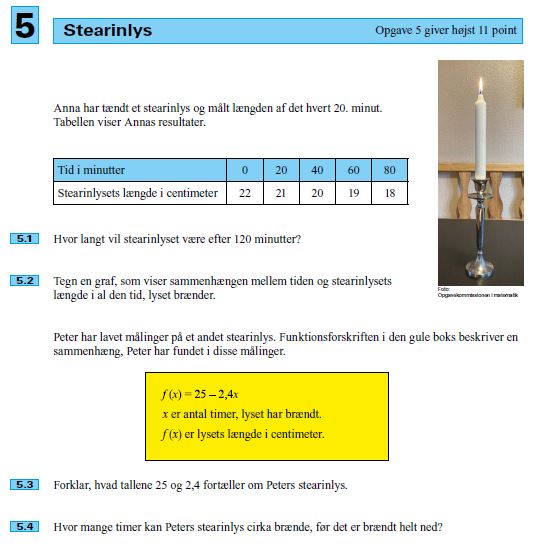 5
Stearinlys
Opgave 5 giver højst 11 point
Anna har tændt et stearinlys og målt længden af det hvert 20. minut.
Tabellen viser Annas resultater.
Tid i minutter 0 20 40 60 80
Stearinlysets længde i centimeter 22 21 20 19 18
Foto:
Opgavekommissionen i matematik
5.1 Hvor langt vil stearinlyset være efter 120 minutter?
5.2 Tegn en graf, som viser sammenhængen mellem tiden og stearinlysets
længde i al den tid, lyset brænder.
Peter har lavet målinger på et andet stearinlys. Funktionsforskriften i den gule boks beskriver en
sammenhæng, Peter har fundet i disse målinger.
f (x) = 25 – 2,4x
x er antal timer, lyset har brændt.
f (x) er lysets længde i centimeter.
5.3 Forklar, hvad tallene 25 og 2,4 fortæller om Peters stearinlys.
5.4 Hvor mange timer kan Peters stearinlys cirka brænde, før det er brændt helt ned?